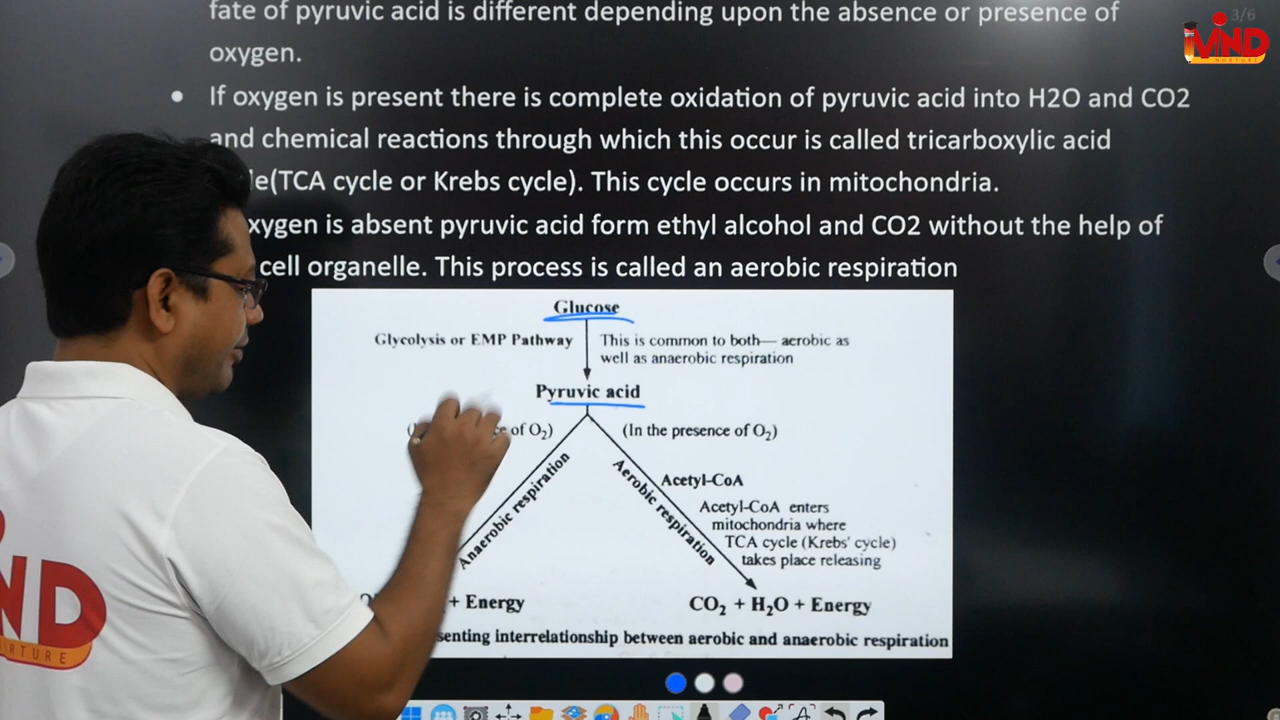 fate of pyruvic acid is different depending upon the absence or presence of
oxygen.
3/6
MIND
NURTURE
• If oxygen is present there is complete oxidation of pyruvic acid into H2O and CO2
and chemical reactions through which this occur is called tricarboxylic acid
le(TCA cycle or Krebs cycle). This cycle occurs in mitochondria.
xygen is absent pyruvic acid form ethyl alcohol and CO2 without the help of
cell organelle. This process is called an aerobic respiration
Glucose
Glycolysis or EMP Pathway
This is common to both— aerobic as
well as anaerobic respiration
Pyruvic acid
of O₂)
(In the presence of O₂)
Anaerobic respiration
Aerobic respiration
Acetyl-CoA
Acetyl-CoA enters
mitochondria where
TCA cycle (Krebs' cycle)
takes place releasing
+ Energy
CO₂ + H₂O + Energy
senting interrelationship between aerobic and anaerobic respiration
ND
RTURE